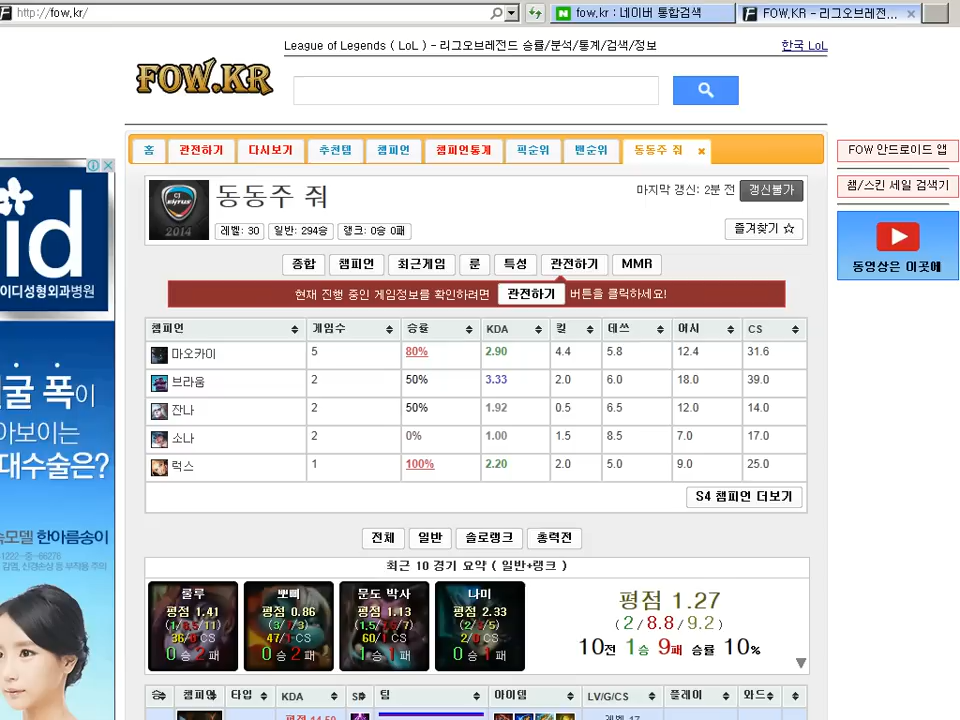 http://fow.kr/
fow.kr : 네이버 통합검색
FOW.KR - 리그오브레전...
League of Legends ( LoL ) - 리그오브레전드 승률/분석/통계/검색/정보
한국 LoL
FOW.KR
홈 관전하기 다시보기 추천템 챔피언 챔피언통계 픽순위 밴순위 동동주 줘 ×
FOW 안드로이드 앱
챔/스킨 세일 검색기
동영상은 이곳에
2014
동동주 줘
마지막 갱신: 2분 전 갱신불가
레벨: 30 일반: 294승 랭크: 0승 0패
즐겨찾기 ☆
종합 챔피언 최근게임 룬 특성 관전하기 MMR
현재 진행 중인 게임정보를 확인하려면 관전하기 버튼을 클릭하세요!
챔피언 게임수 승률 KDA 킬 데쓰 어시 CS
마오카이 5 80% 2.90 4.4 5.8 12.4 31.6
브라움 2 50% 3.33 2.0 6.0 18.0 39.0
잔나 2 50% 1.92 0.5 6.5 12.0 14.0
소나 2 0% 1.00 1.5 8.5 7.0 17.0
럭스 1 100% 2.20 2.0 5.0 9.0 25.0
S4 챔피언 더보기
전체 일반 솔로랭크 총력전
최근 10 경기 요약 ( 일반+랭크 )
룰루 뽀삐 문도 박사 나미
평점 1.41 평점 0.86 평점 1.13 평점 2.33
0승 2패 0승 2패 1승 1패 0승 1패
평점 1.27
( 2 / 8.8 / 9.2 )
10전 1승 9패 승률 10%
챔피언 타입 KDA 팀 아이템 LV/G/CS 플레이 와드
id
이디성형외과병원
굴 폭이
아보이는
대수술은?
모델 한아름송이